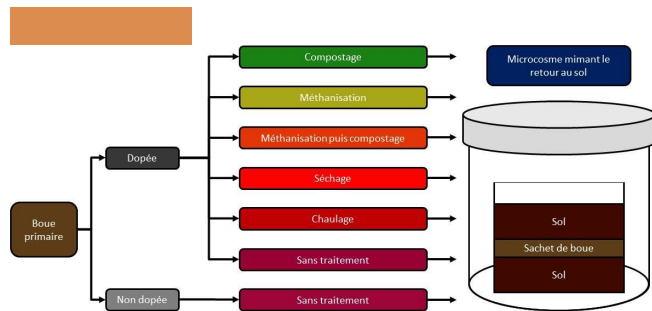 Compostage
Microcosme mimant le
retour au sol
Méthanisation
Méthanisation puis compostage
Dopée
Séchage
Boue
primaire
Chaulage
Sol
Sachet de boue
Sans traitement
Sol
Non dopée
Sans traitement